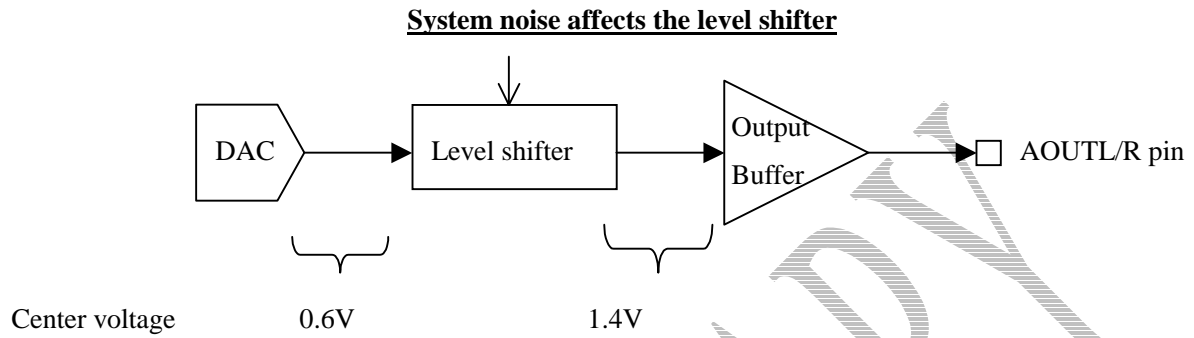 System noise affects the level shifter
DAC
Level shifter
Output
Buffer
AOUTL/R pin
Center voltage 0.6V 1.4V